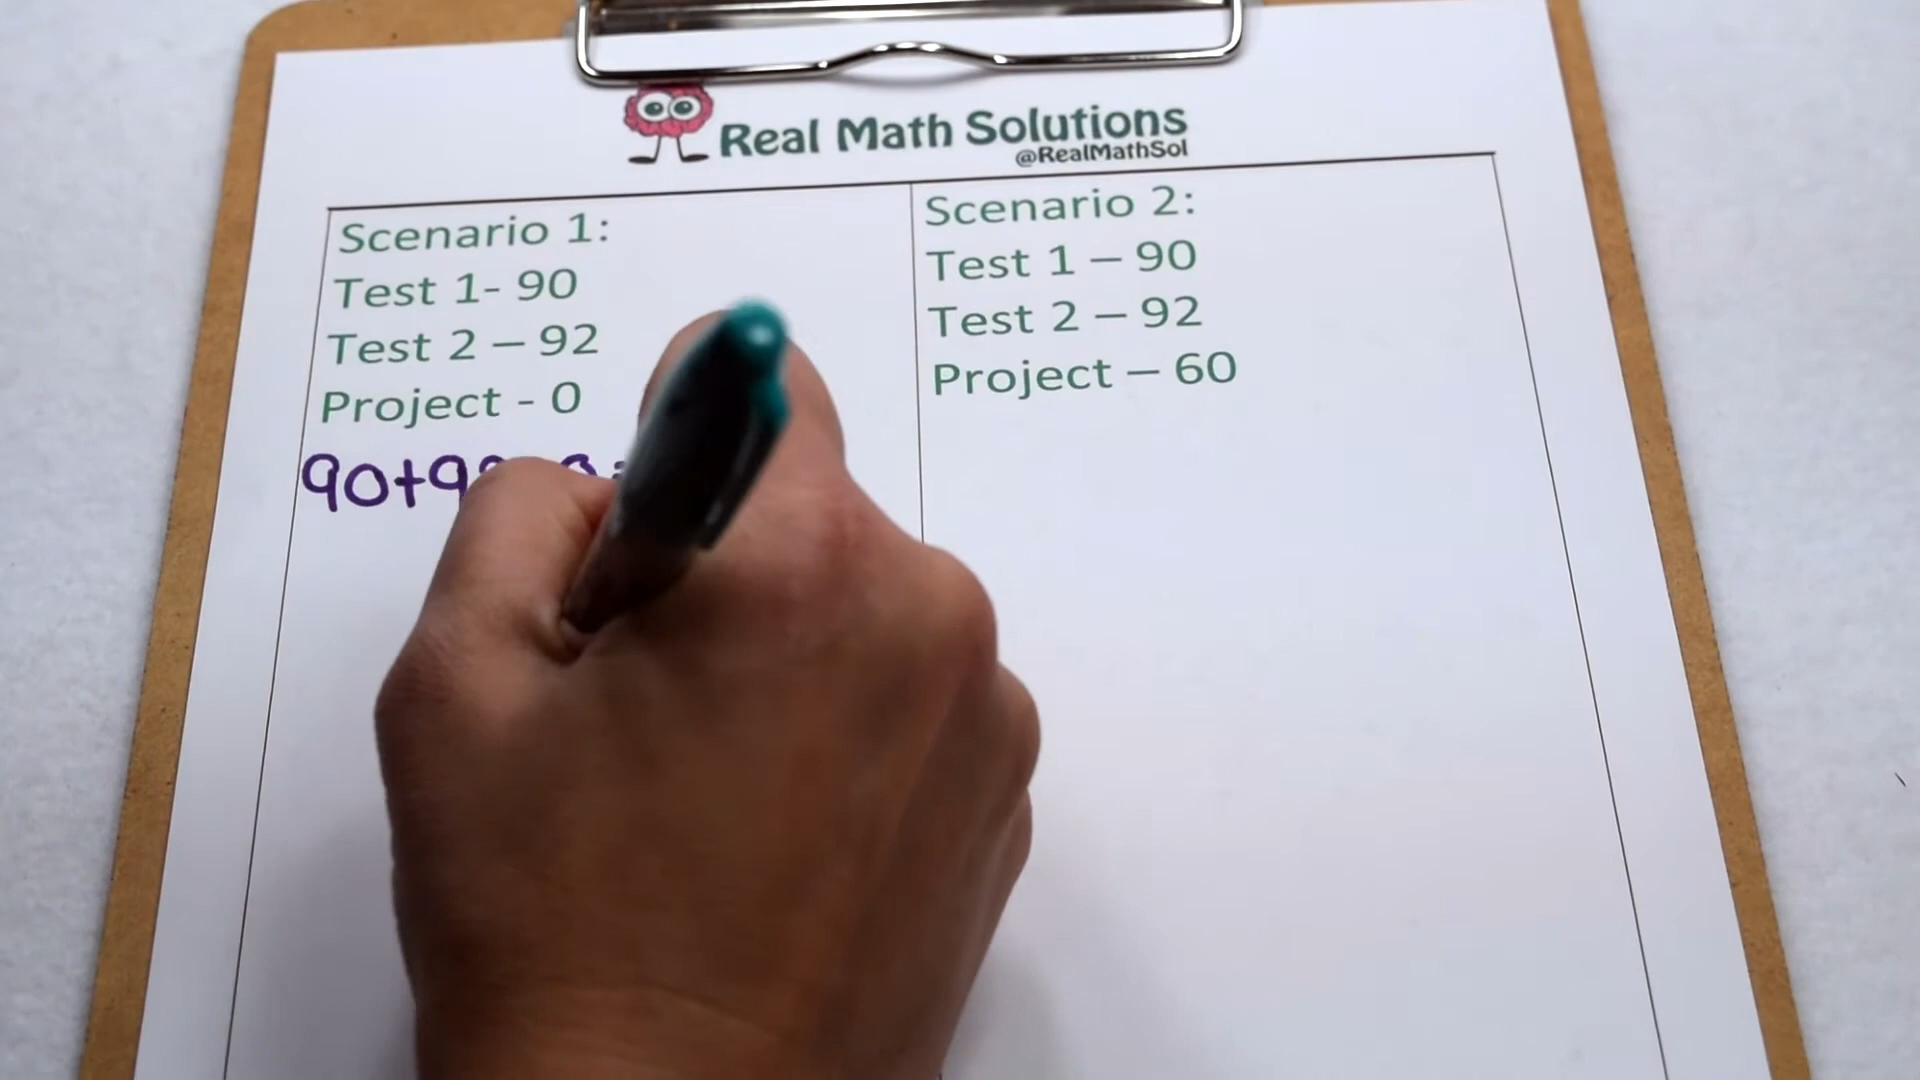 Real Math Solutions
@RealMathSol
Scenario 1:
Test 1- 90
Test 2 – 92
Project - 0
90+9
Scenario 2:
Test 1 – 90
Test 2 – 92
Project – 60